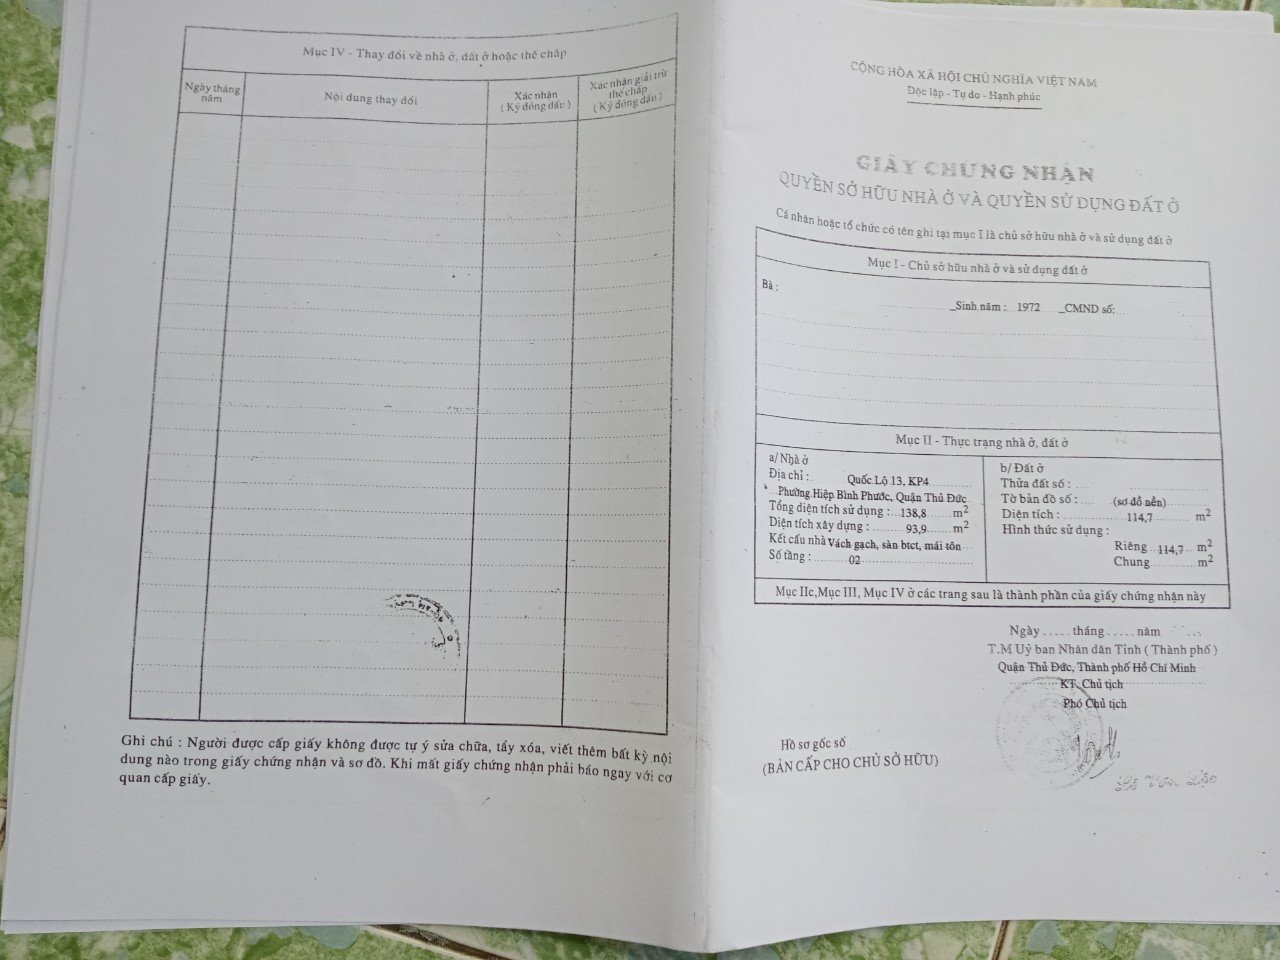 Mục IV - Thay đổi về nhà ở, đất ở hoặc thế chấp
Ngày tháng năm
Nội dung thay đổi
Xác nhận
( Ký đóng dấu )
Xác nhận giải trừ thế chấp
( Ký đóng dấu )
Ghi chú : Người được cấp giấy không được tự ý sửa chữa, tẩy xóa, viết thêm bất kỳ nội
dung nào trong giấy chứng nhận và sơ đồ. Khi mất giấy chứng nhận phải báo ngay với cơ
quan cấp giấy.
CỘNG HÒA XÃ HỘI CHỦ NGHĨA VIỆT NAM
Độc lập - Tự do - Hạnh phúc
GIẤY CHỨNG NHẬN
QUYỀN SỞ HỮU NHÀ Ở VÀ QUYỀN SỬ DỤNG ĐẤT Ở
Cá nhân hoặc tổ chức có tên ghi tại mục I là chủ sở hữu nhà ở và sử dụng đất ở
Mục I - Chủ sở hữu nhà ở và sử dụng đất ở
Bà :
_Sinh năm : 1972 _CMND số:
Mục II - Thực trạng nhà ở, đất ở
a/ Nhà ở
Địa chỉ : Quốc Lộ 13, KP4
Phường Hiệp Bình Phước, Quận Thủ Đức
Tổng diện tích sử dụng : 138,8 m2
Diện tích xây dựng : 93,9 m2
Kết cấu nhà Vách gạch, sàn btct, mái tôn
Số tầng : 02
b/ Đất ở
Thửa đất số :
Tờ bản đồ số : (sơ đồ nền)
Diện tích : 114,7 m2
Hình thức sử dụng :
Riêng 114,7 m2
Chung m2
Mục IIc, Mục III, Mục IV ở các trang sau là thành phần của giấy chứng nhận này
Ngày ..... tháng ..... năm
T.M Uỷ ban Nhân dân Tỉnh ( Thành phố )
Quận Thủ Đức, Thành phố Hồ Chí Minh
KT. Chủ tịch
Phó Chủ tịch
Hồ sơ gốc số
(BẢN CẤP CHO CHỦ SỞ HỮU)